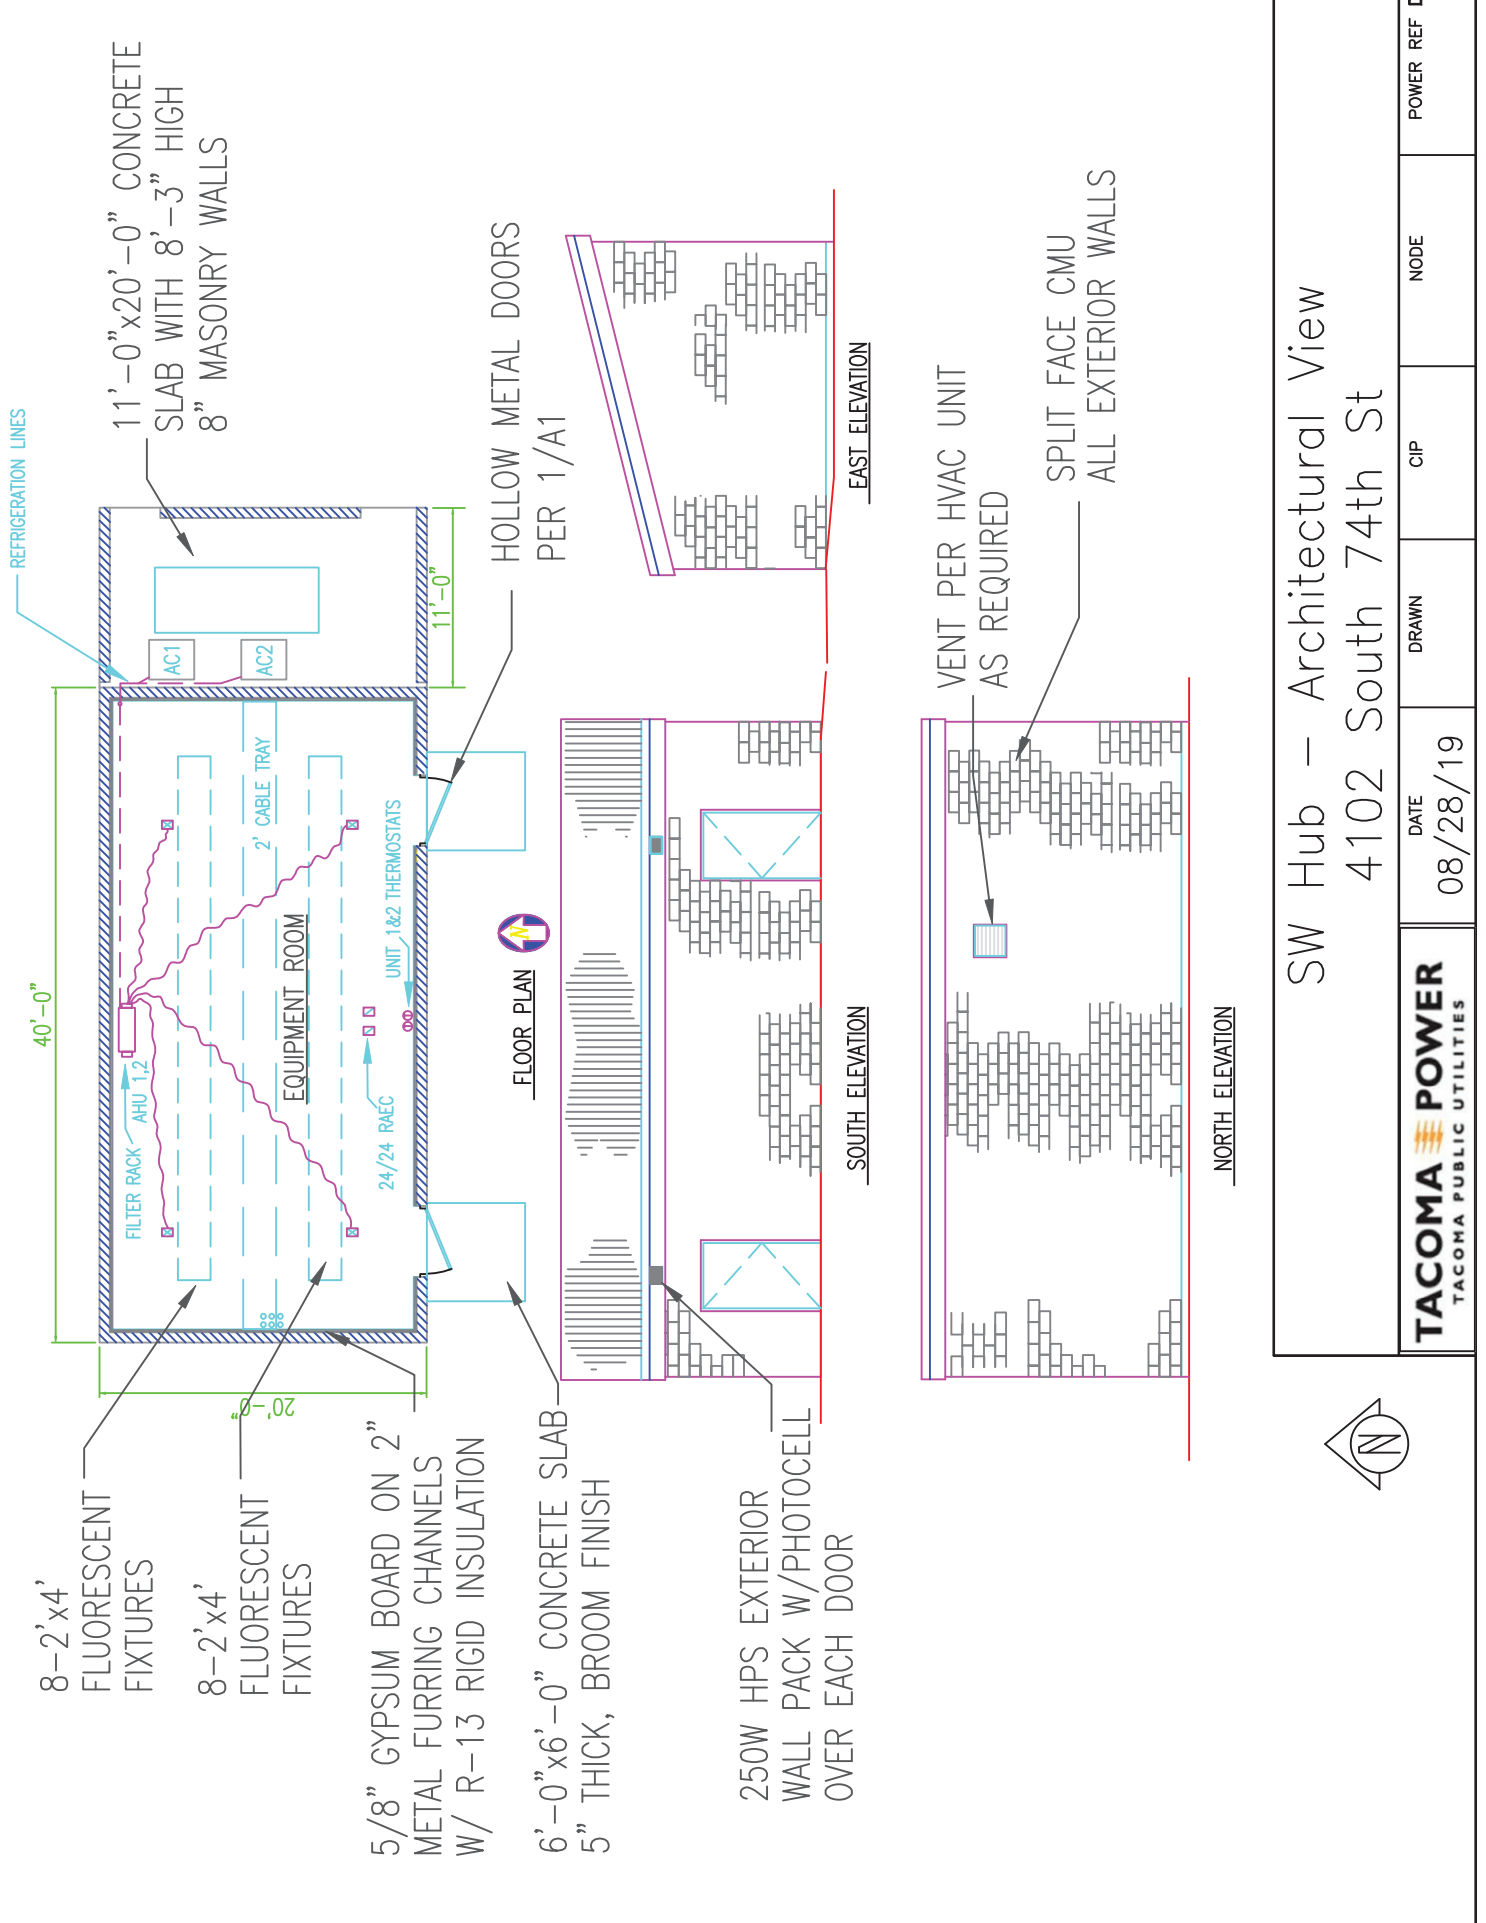 8-2'x4'
FLUORESCENT
FIXTURES
8-2'x4'
FLUORESCENT
FIXTURES
5/8" GYPSUM BOARD ON 2"
METAL FURRING CHANNELS
W/ R-13 RIGID INSULATION
6'-0"x6'-0" CONCRETE SLAB
5" THICK, BROOM FINISH
250W HPS EXTERIOR
WALL PACK W/PHOTOCELL
OVER EACH DOOR
40'-0"
20'-0"
FILTER RACK
AHU 1,2
2' CABLE TRAY
EQUIPMENT ROOM
24/24 RAEC
UNIT 1&2 THERMOSTATS
AC1
AC2
11'-0"
REFRIGERATION LINES
11'-0"x20'-0" CONCRETE
SLAB WITH 8'-3" HIGH
8" MASONRY WALLS
HOLLOW METAL DOORS
PER 1/A1
FLOOR PLAN
N
SOUTH ELEVATION
EAST ELEVATION
VENT PER HVAC UNIT
AS REQUIRED
SPLIT FACE CMU
ALL EXTERIOR WALLS
NORTH ELEVATION
N
SW Hub - Architectural View
4102 South 74th St
TACOMA POWER
TACOMA PUBLIC UTILITIES
DATE
08/28/19
DRAWN
CIP
NODE
POWER REF